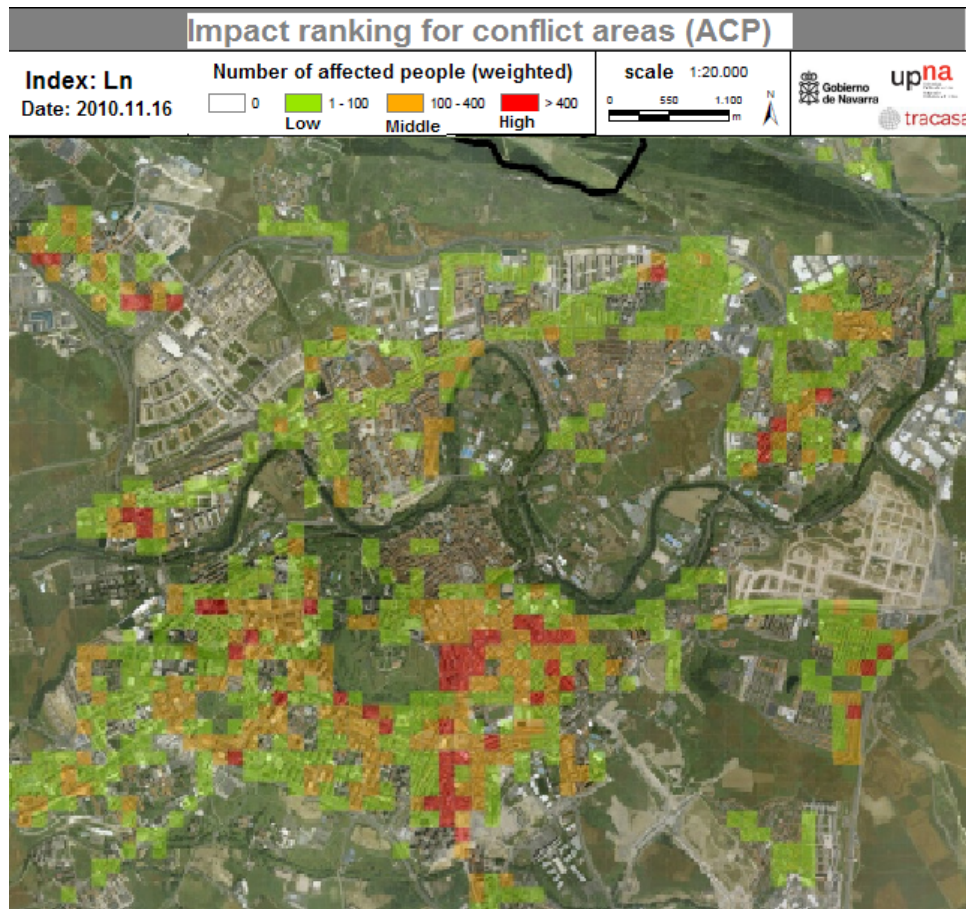 Impact ranking for conflict areas (ACP)
Index: Ln
Date: 2010.11.16
Number of affected people (weighted)
0 1 - 100 100 - 400 > 400
Low Middle High
scale 1:20.000
0 550 1.100
m
N
Gobierno
de Navarra
upna
tracasa